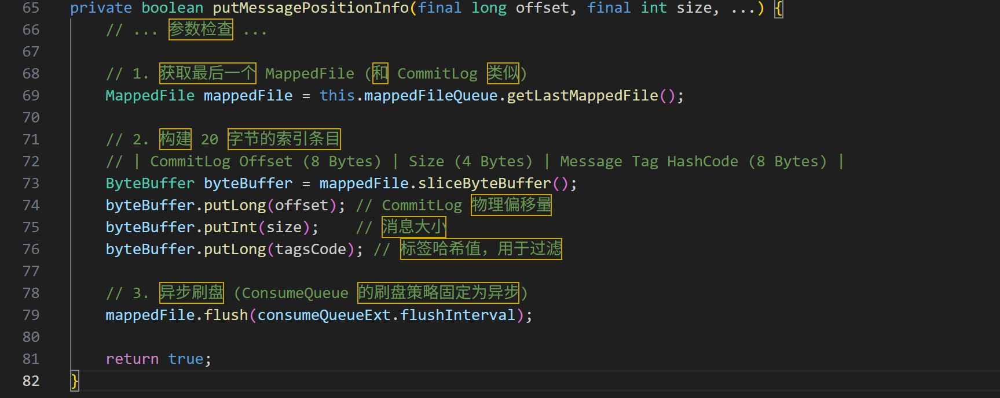 65 private boolean putMessagePositionInfo(final long offset, final int size, ...) {
66 // ... 参数检查 ...
67
68 // 1. 获取最后一个 MappedFile (和 CommitLog 类似)
69 MappedFile mappedFile = this.mappedFileQueue.getLastMappedFile();
70
71 // 2. 构建 20 字节的索引条目
72 // | CommitLog Offset (8 Bytes) | Size (4 Bytes) | Message Tag HashCode (8 Bytes) |
73 ByteBuffer byteBuffer = mappedFile.sliceByteBuffer();
74 byteBuffer.putLong(offset); // CommitLog 物理偏移量
75 byteBuffer.putInt(size); // 消息大小
76 byteBuffer.putLong(tagsCode); // 标签哈希值，用于过滤
77
78 // 3. 异步刷盘 (ConsumeQueue 的刷盘策略固定为异步)
79 mappedFile.flush(consumeQueueExt.flushInterval);
80
81 return true;
82 }